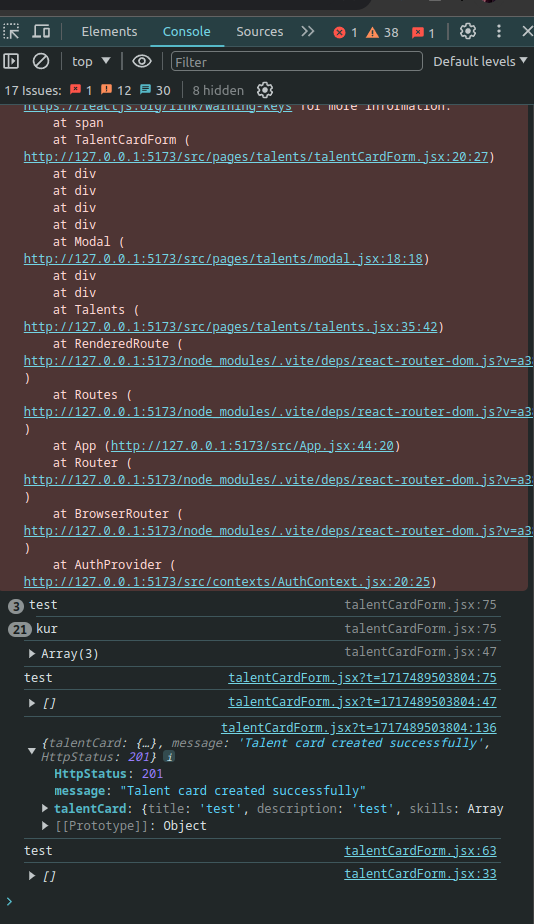 Elements Console Sources 1 38 1
top Filter Default levels
17 Issues: 1 12 30 8 hidden
https://reactjs.org/link/warning-keys for more information.
at span
at TalentCardForm (
http://127.0.0.1:5173/src/pages/talents/talentCardForm.jsx:20:27)
at div
at div
at div
at div
at Modal (
http://127.0.0.1:5173/src/pages/talents/modal.jsx:18:18)
at div
at div
at Talents (
http://127.0.0.1:5173/src/pages/talents/talents.jsx:35:42)
at RenderedRoute (
http://127.0.0.1:5173/node_modules/.vite/deps/react-router-dom.js?v=a3
)
at Routes (
http://127.0.0.1:5173/node_modules/.vite/deps/react-router-dom.js?v=a3
)
at App (http://127.0.0.1:5173/src/App.jsx:44:20)
at Router (
http://127.0.0.1:5173/node_modules/.vite/deps/react-router-dom.js?v=a3
)
at BrowserRouter (
http://127.0.0.1:5173/node_modules/.vite/deps/react-router-dom.js?v=a3
)
at AuthProvider (
http://127.0.0.1:5173/src/contexts/AuthContext.jsx:20:25)
3 test talentCardForm.jsx:75
21 kur talentCardForm.jsx:75
Array(3) talentCardForm.jsx:47
test talentCardForm.jsx?t=1717489503804:75
[] talentCardForm.jsx?t=1717489503804:47
talentCardForm.jsx?t=1717489503804:136
{talentCard: {…}, message: 'Talent card created successfully',
HttpStatus: 201} i
HttpStatus: 201
message: "Talent card created successfully"
talentCard: {title: 'test', description: 'test', skills: Array
[[Prototype]]: Object
test talentCardForm.jsx:63
[] talentCardForm.jsx:33
>